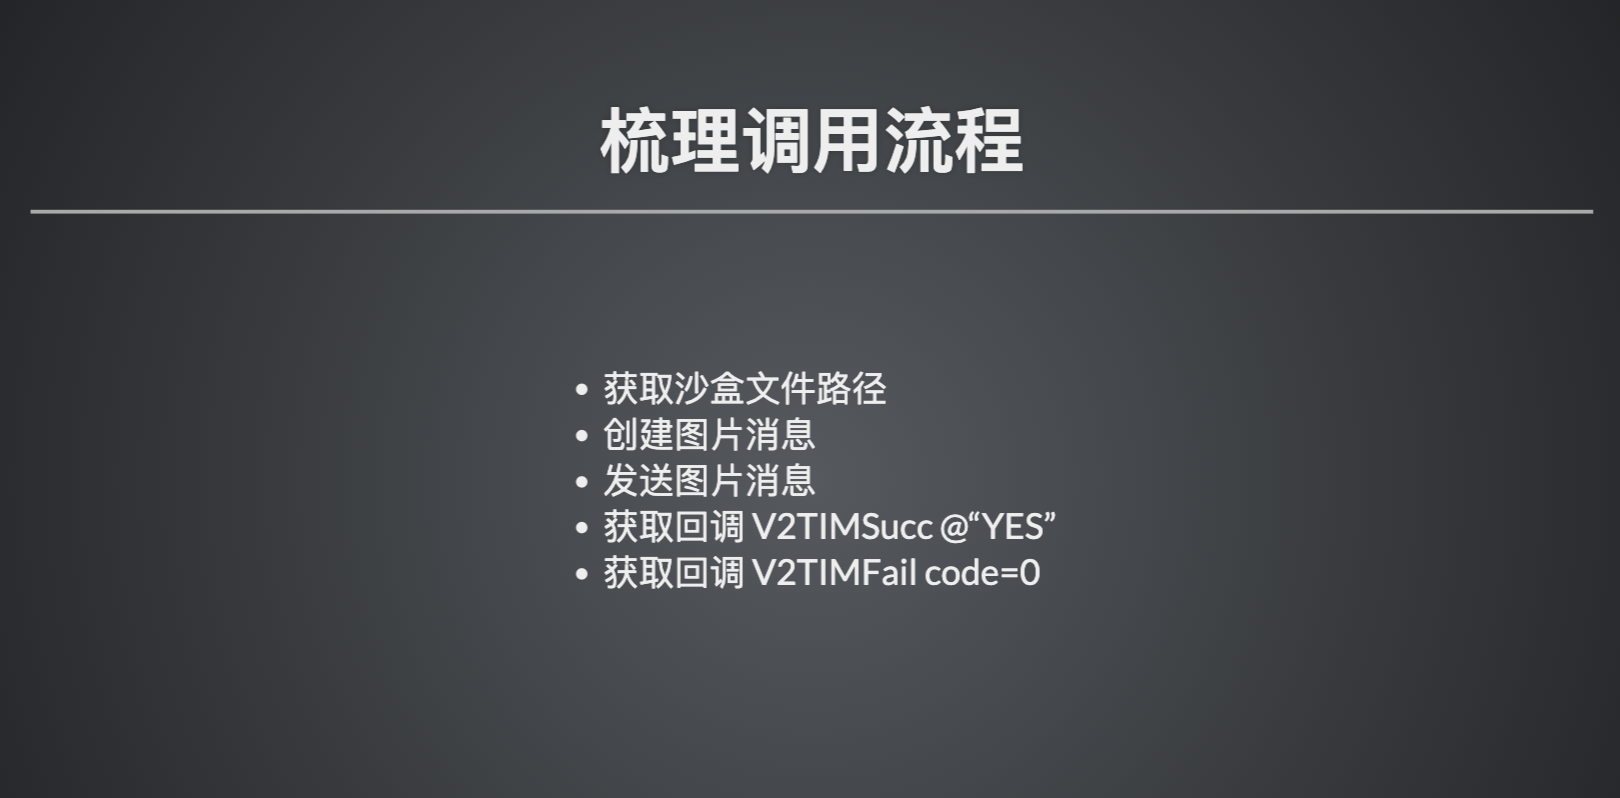 梳理调用流程
• 获取沙盒文件路径
• 创建图片消息
• 发送图片消息
• 获取回调 V2TIMSucc @“YES”
• 获取回调 V2TIMFail code=0